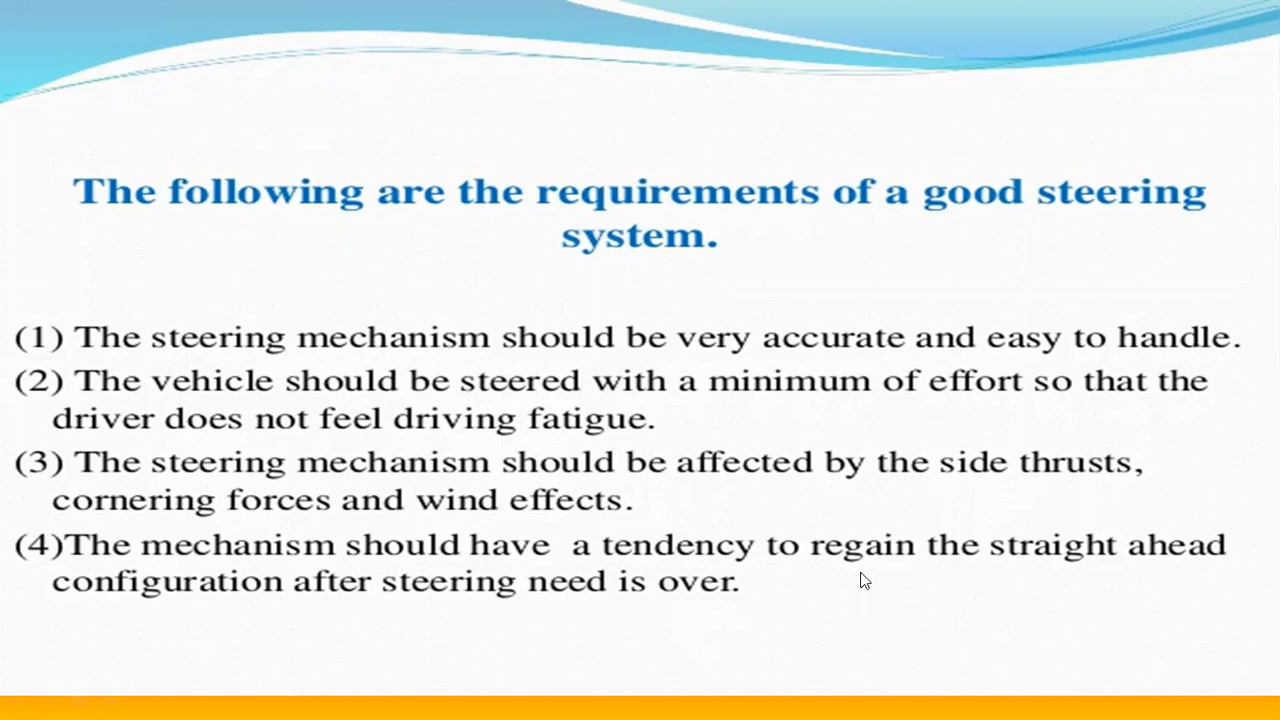 The following are the requirements of a good steering
system.
(1) The steering mechanism should be very accurate and easy to handle.
(2) The vehicle should be steered with a minimum of effort so that the
driver does not feel driving fatigue.
(3) The steering mechanism should be affected by the side thrusts,
cornering forces and wind effects.
(4)The mechanism should have  a tendency to regain the straight ahead
configuration after steering need is over.